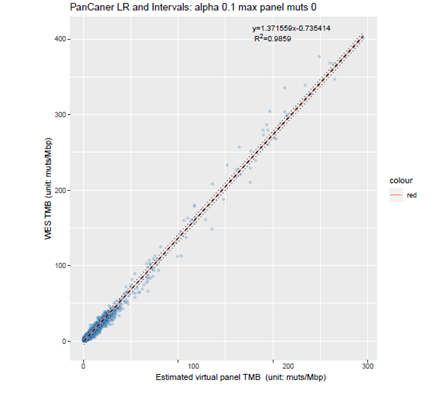 PanCaner LR and Intervals: alpha 0.1 max panel muts 0
y=1.371559x-0.735414
R2=0.9859
400
300
200
100
0
WES TMB (unit: muts/Mbp)
0 100 200 300
Estimated virtual panel TMB (unit: muts/Mbp)
colour
red